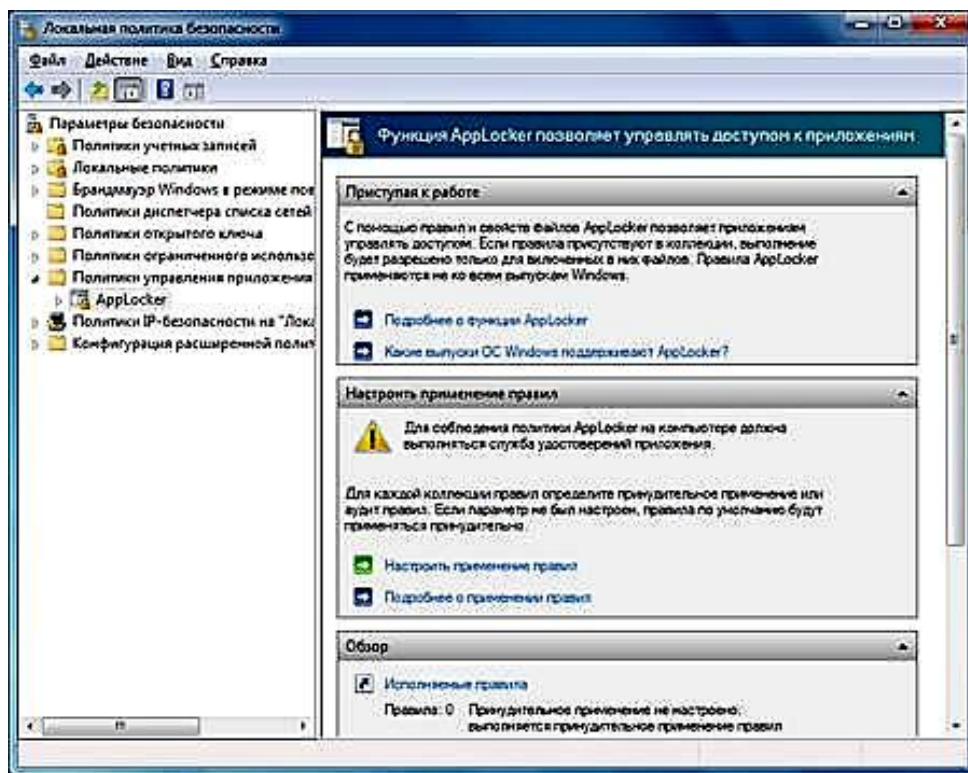 Локальная политика безопасности
Файл Действие Вид Справка
Параметры безопасности
Политики учетных записей
Локальные политики
Брандмауэр Windows в режиме пов
Политики диспетчера списка сетей
Политики открытого ключа
Политики ограниченного использо
Политики управления приложения
AppLocker
Политики IP-безопасности на "Лока
Конфигурация расширенной полит
Функция AppLocker позволяет управлять доступом к приложениям
Приступая к работе
С помощью правил и свойств файлов AppLocker позволяет приложениям
управлять доступом. Если правила присутствуют в коллекции, выполнение
будет разрешено только для включенных в них файлов. Правила AppLocker
применяются не ко всем выпускам Windows.
Подробнее о функции AppLocker
Какие выпуски ОС Windows поддерживают AppLocker?
Настроить применение правил
Для соблюдения политики AppLocker на компьютере должна
выполняться служба удостоверений приложения.
Для каждой коллекции правил определите принудительное применение или
аудит правил. Если параметр не был настроен, правила по умолчанию будут
применяться принудительно.
Настроить применение правил
Подробнее о применении правил
Обзор
Исполняемые правила
Правила: 0 Принудительное применение не настроено:
выполняется принудительное применение правил